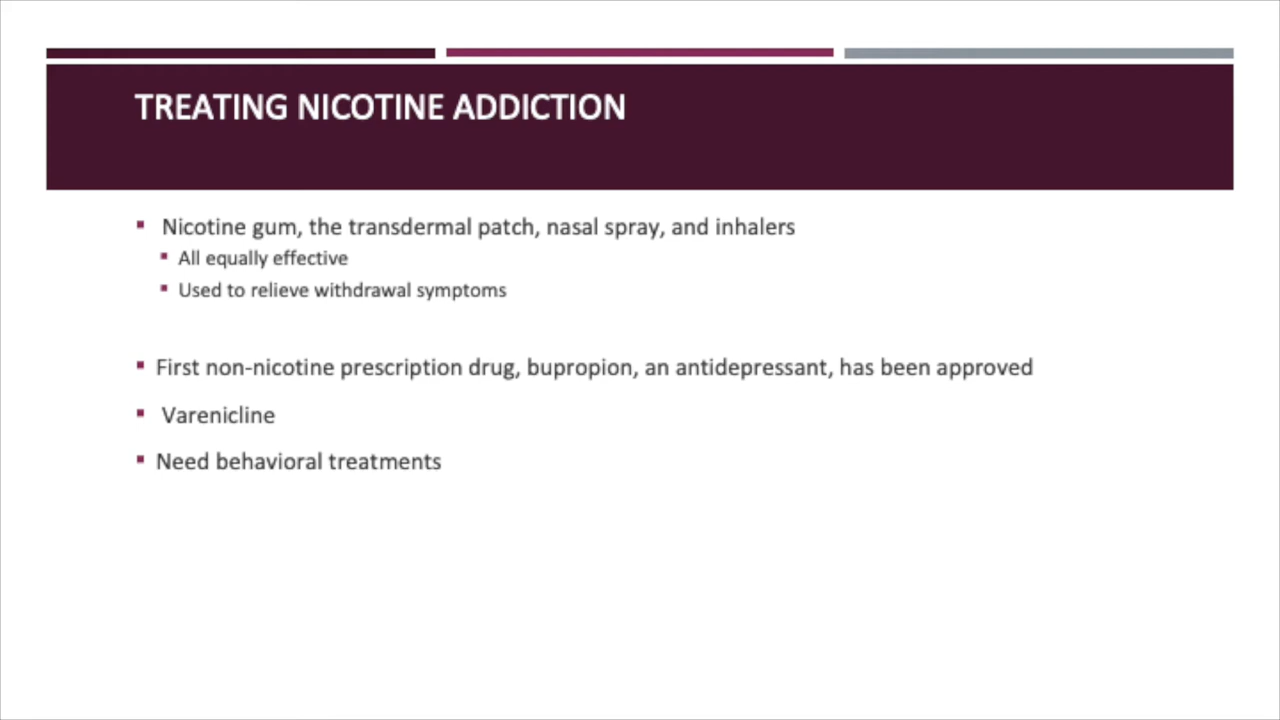 TREATING NICOTINE ADDICTION
Nicotine gum, the transdermal patch, nasal spray, and inhalers
All equally effective
Used to relieve withdrawal symptoms
First non-nicotine prescription drug, bupropion, an antidepressant, has been approved
Varenicline
Need behavioral treatments